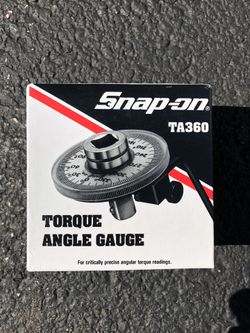 Snap-on®
TA360
TORQUE
ANGLE GAUGE
For critically precise angular torque readings.